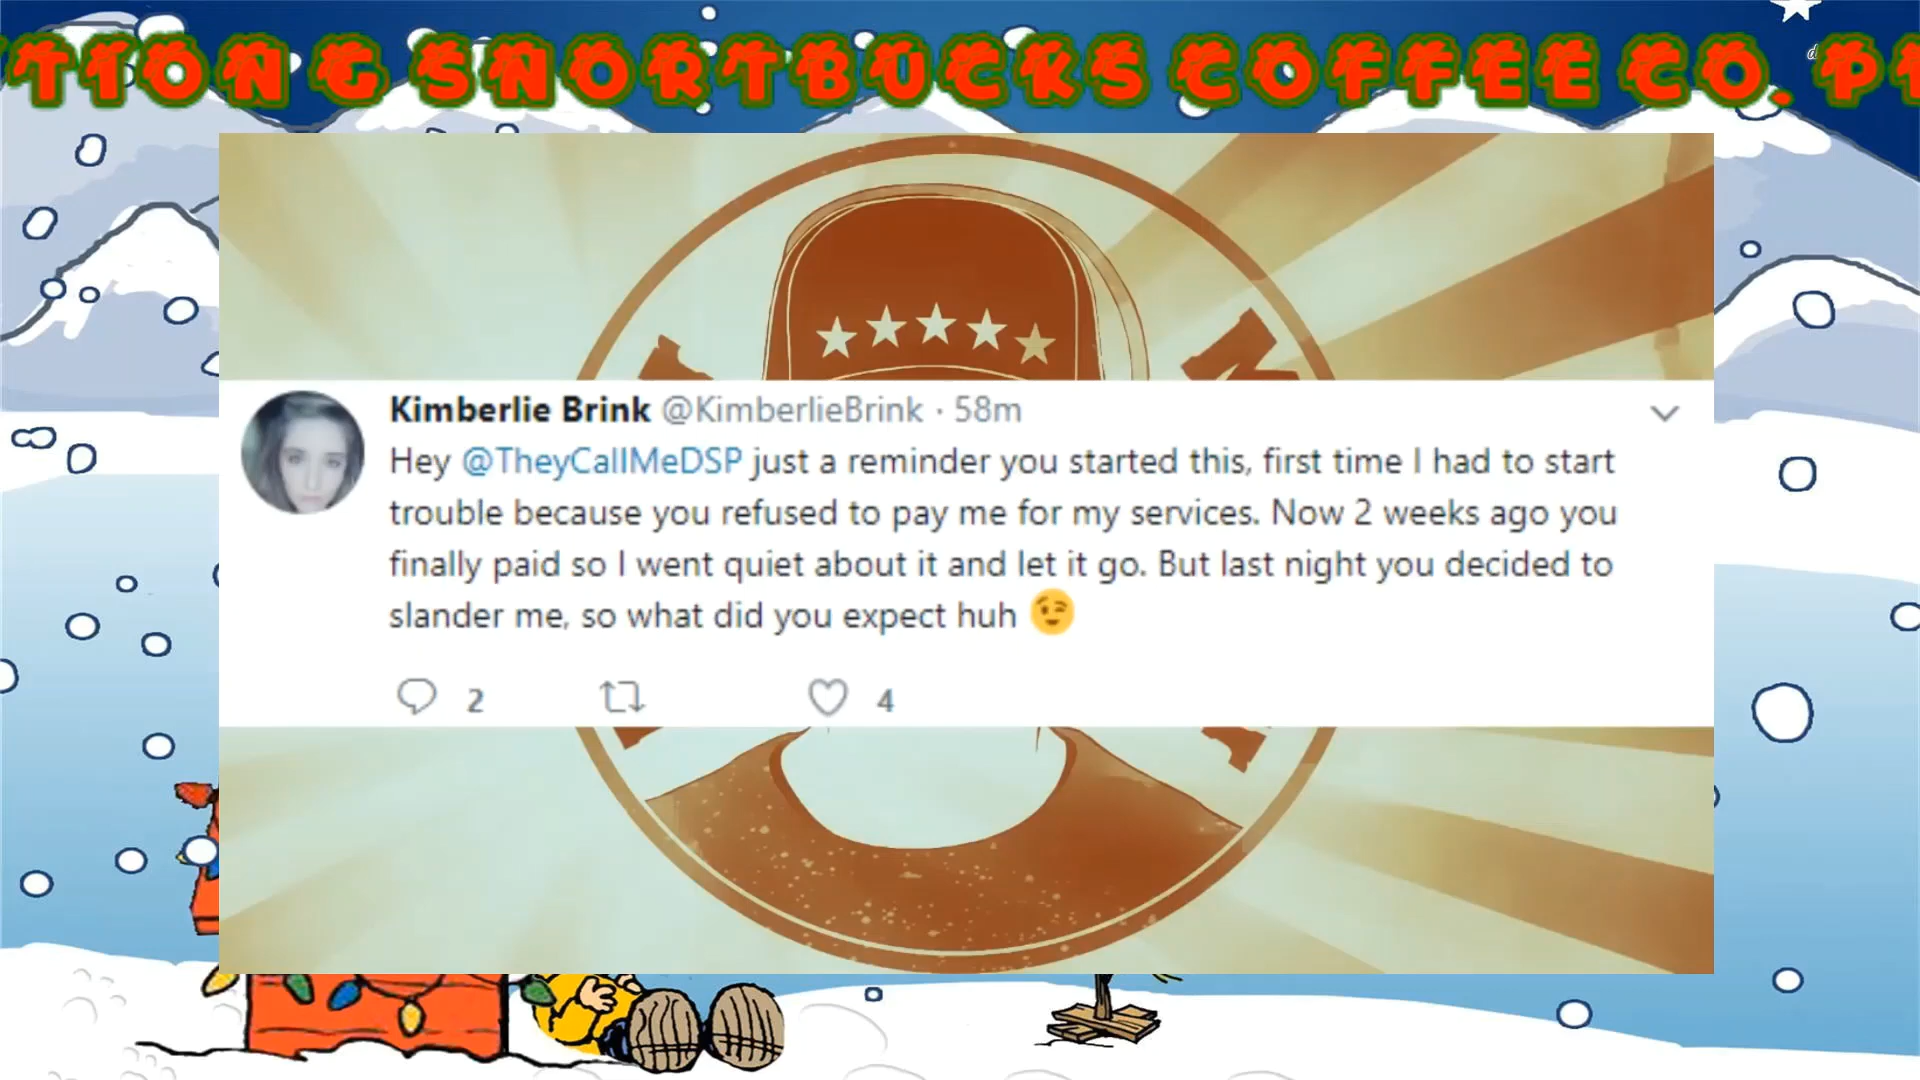 TION G SNORTBUCKS COFFEE CO. P
Kimberlie Brink @KimberlieBrink · 58m
Hey @TheyCallMeDSP just a reminder you started this, first time I had to start
trouble because you refused to pay me for my services. Now 2 weeks ago you
finally paid so I went quiet about it and let it go. But last night you decided to
slander me, so what did you expect huh 😉
2 4